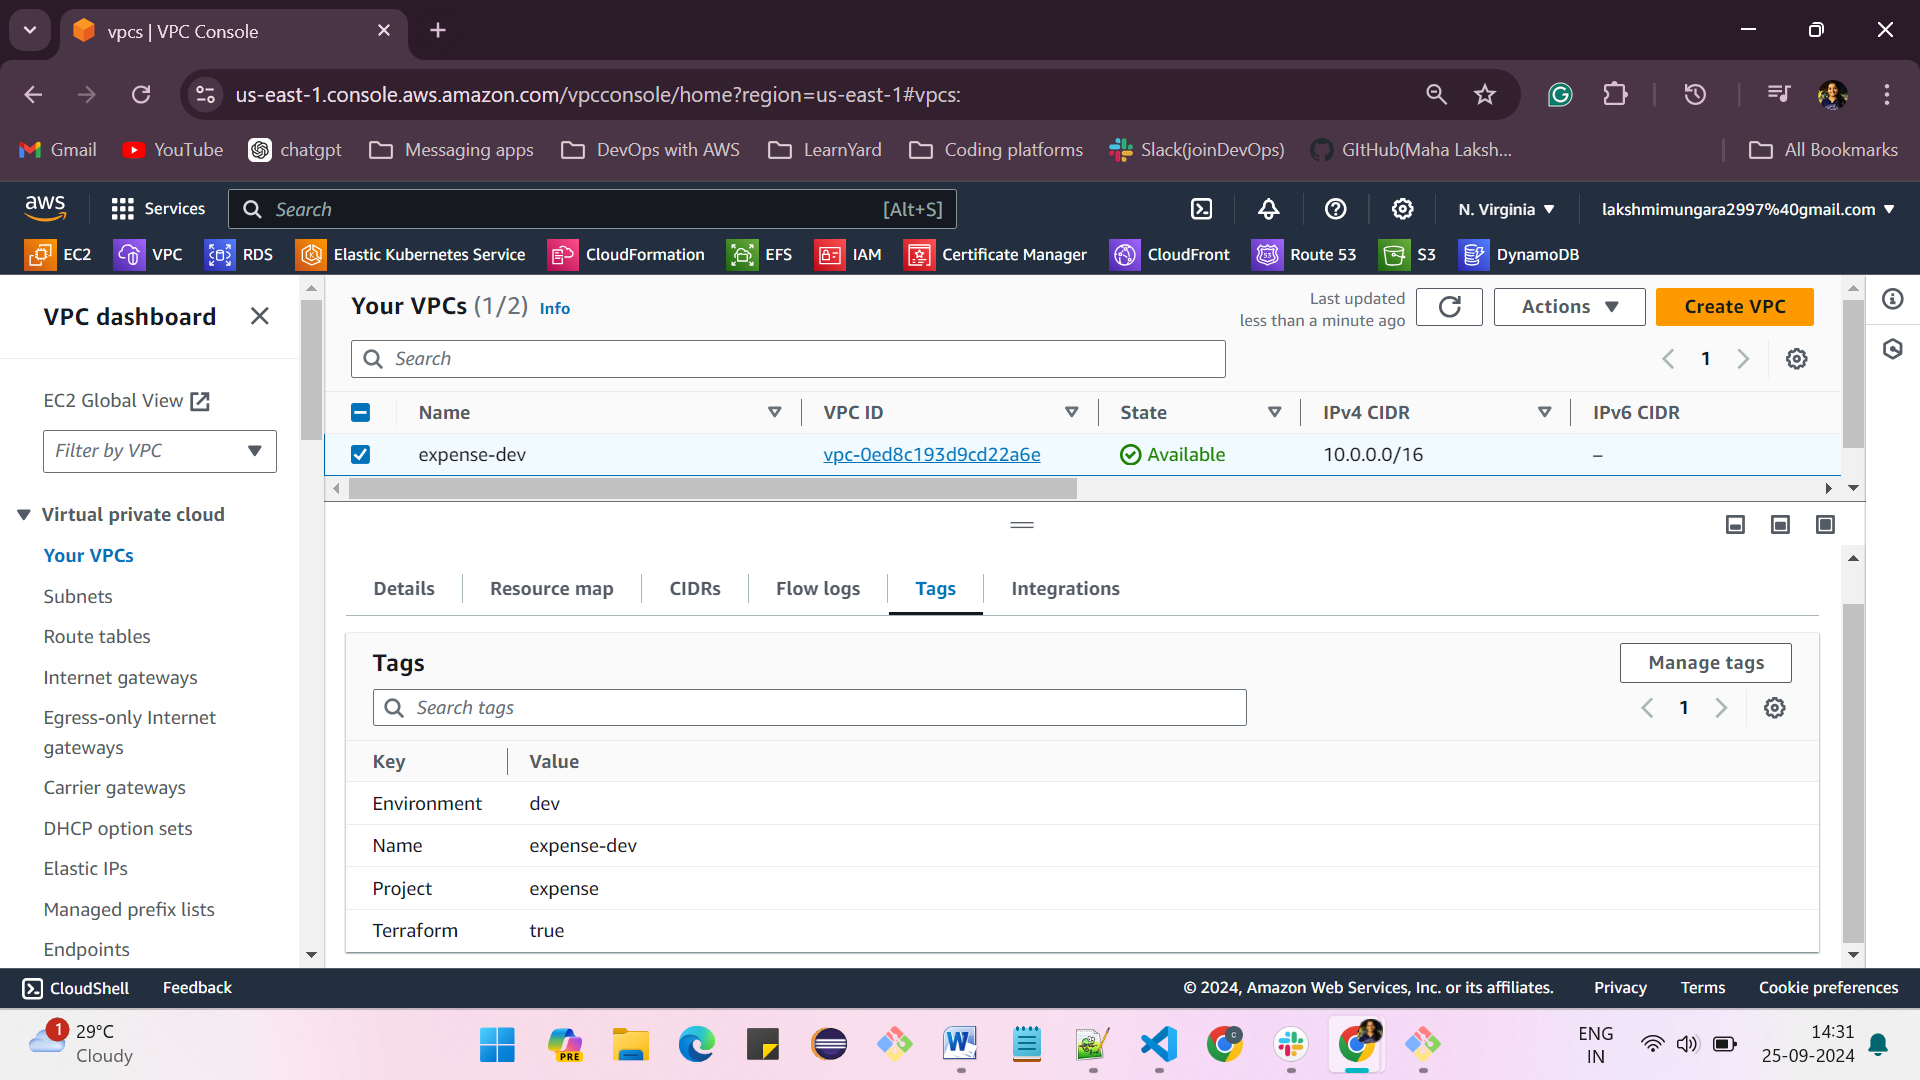 vpcs | VPC Console
us-east-1.console.aws.amazon.com/vpcconsole/home?region=us-east-1#vpcs:
Gmail YouTube chatgpt Messaging apps DevOps with AWS LearnYard Coding platforms Slack(joinDevOps) GItHub(Maha Laksh... All Bookmarks
aws Services Search [Alt+S] N. Virginia lakshmimungara2997%40gmail.com
EC2 VPC RDS Elastic Kubernetes Service CloudFormation EFS IAM Certificate Manager CloudFront Route 53 S3 DynamoDB
VPC dashboard
EC2 Global View
Filter by VPC
Virtual private cloud
Your VPCs
Subnets
Route tables
Internet gateways
Egress-only Internet
gateways
Carrier gateways
DHCP option sets
Elastic IPs
Managed prefix lists
Endpoints
Your VPCs (1/2) Info
Last updated
less than a minute ago
Actions
Create VPC
Search
1
Name VPC ID State IPv4 CIDR IPv6 CIDR
expense-dev vpc-0ed8c193d9cd22a6e Available 10.0.0.0/16 –
Details Resource map CIDRs Flow logs Tags Integrations
Tags
Manage tags
Search tags
1
Key Value
Environment dev
Name expense-dev
Project expense
Terraform true
CloudShell Feedback © 2024, Amazon Web Services, Inc. or its affiliates. Privacy Terms Cookie preferences
1
29°C
Cloudy
PRE
ENG
IN
14:31
25-09-2024